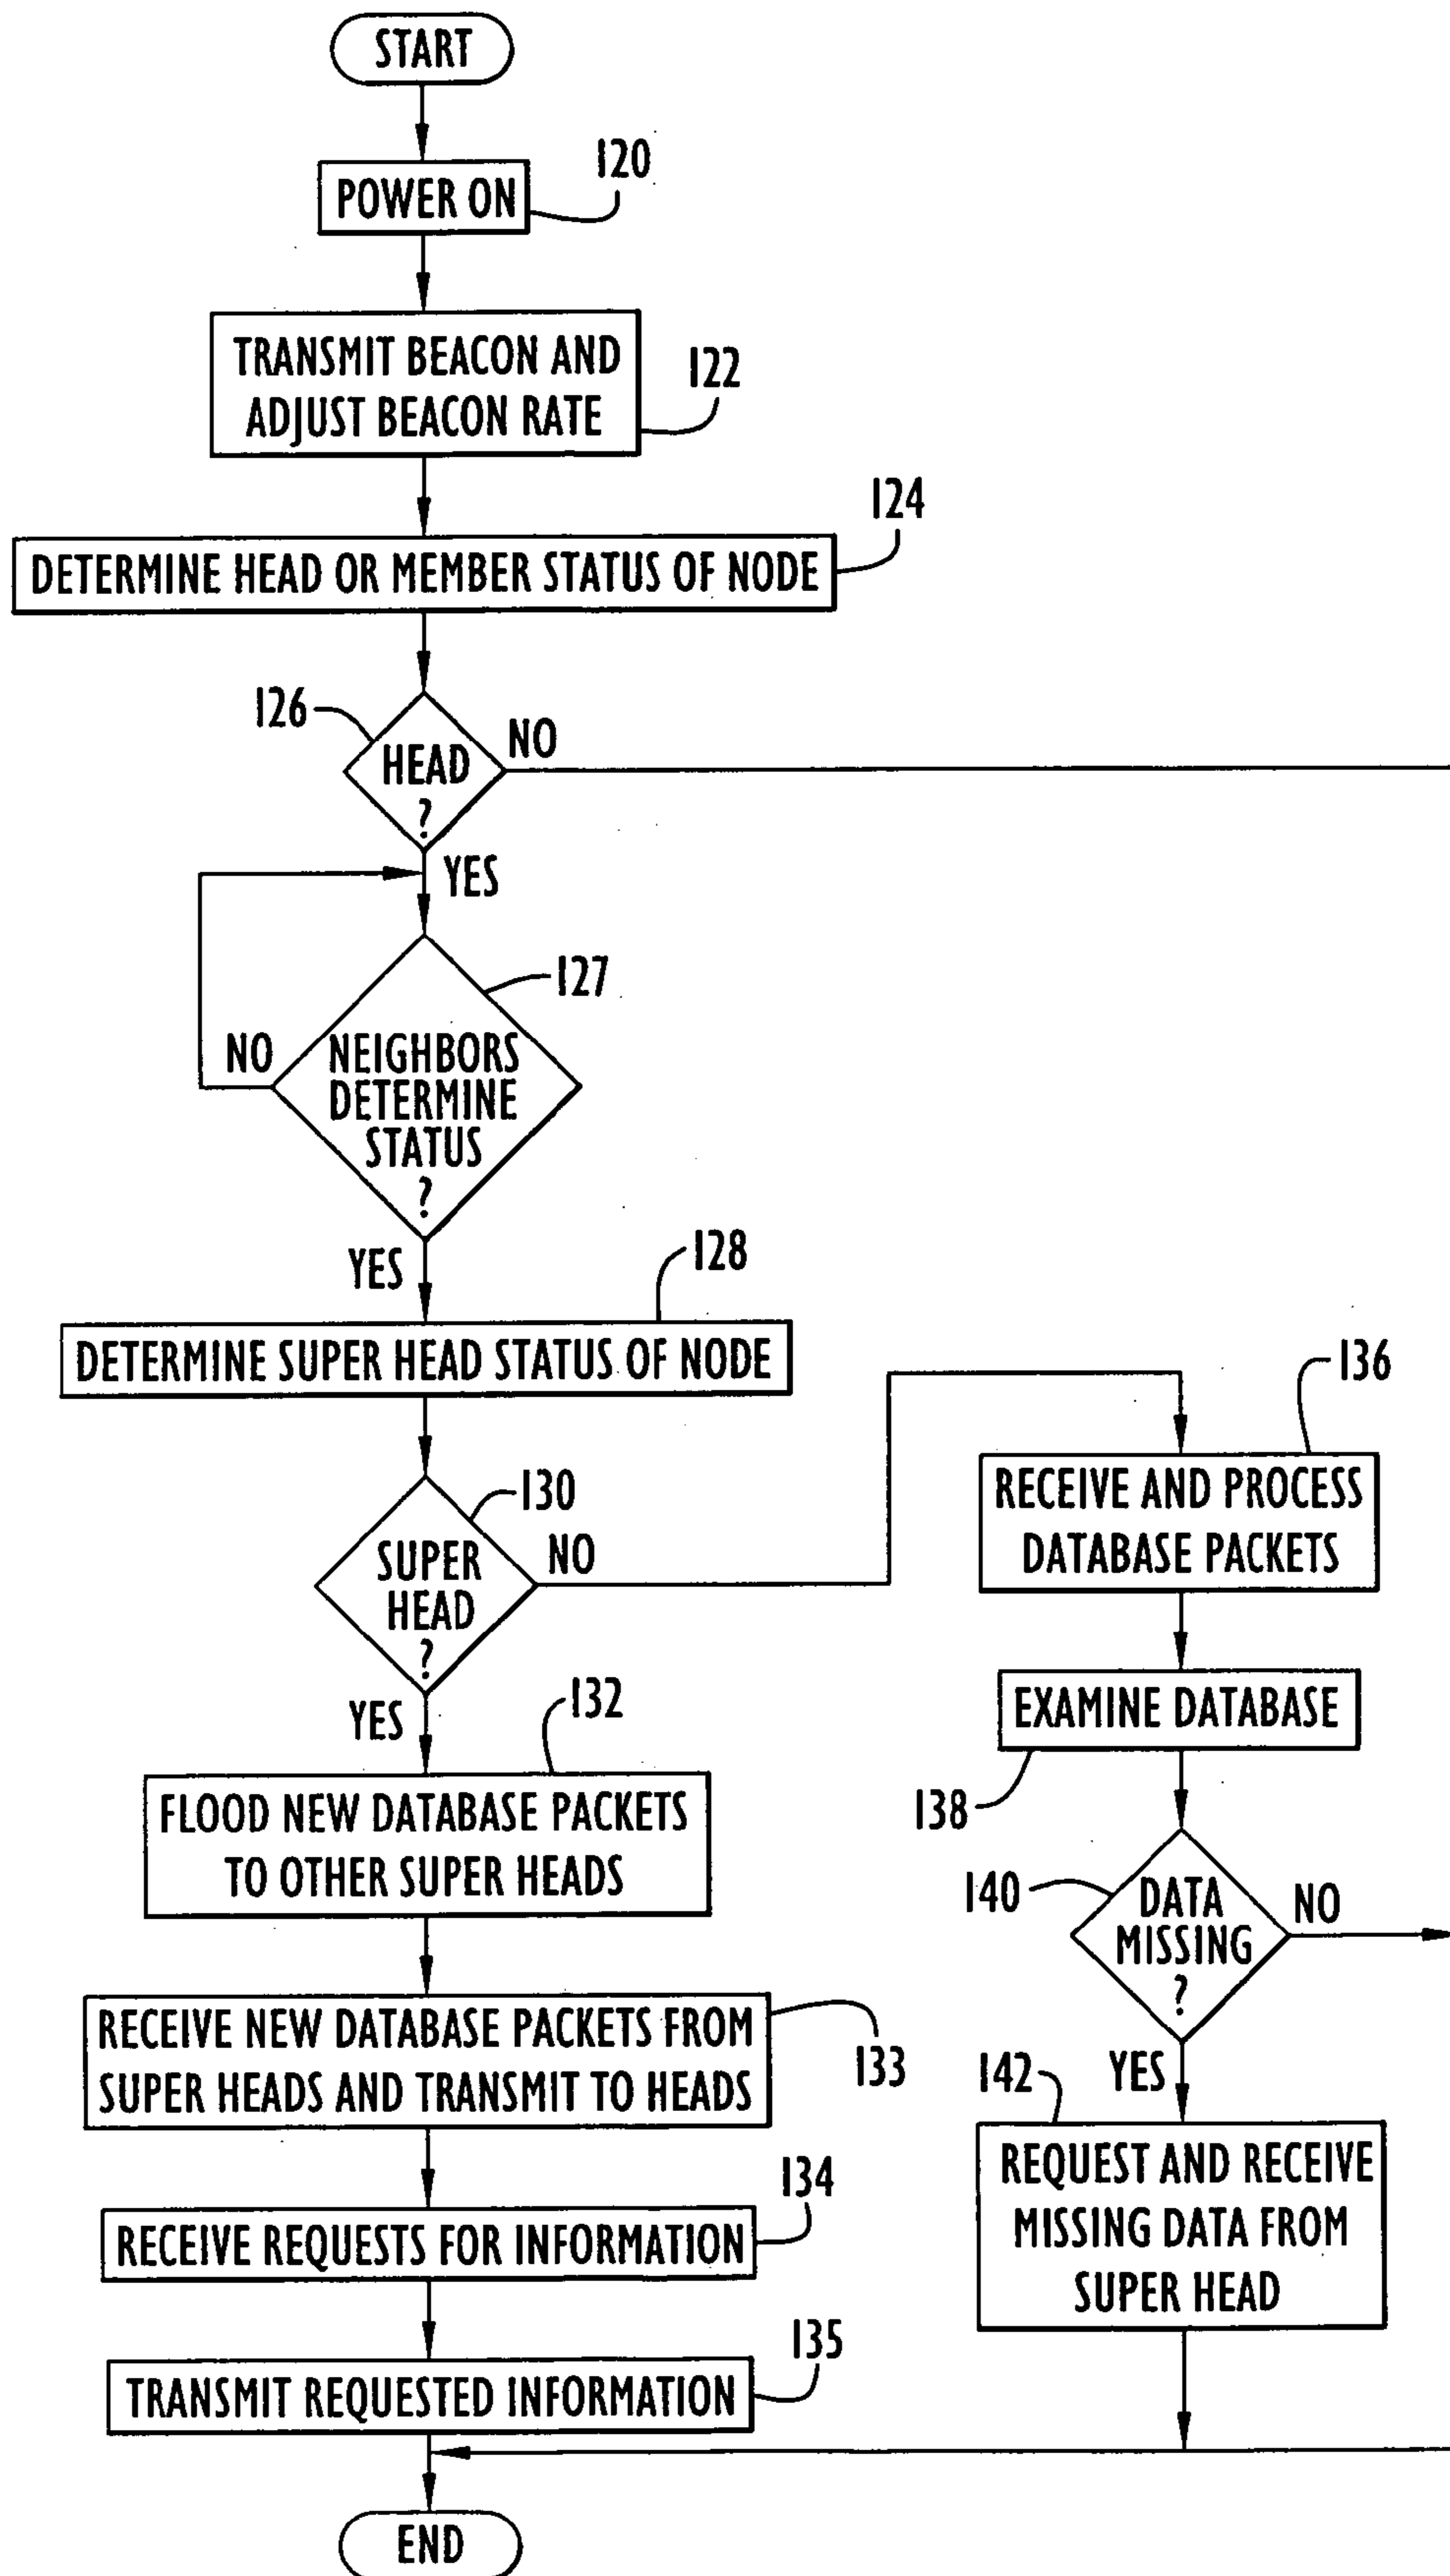 START
POWER ON
120
TRANSMIT BEACON AND
ADJUST BEACON RATE
122
124
DETERMINE HEAD OR MEMBER STATUS OF NODE
126
HEAD
?
NO
YES
127
NEIGHBORS
DETERMINE
STATUS
?
NO
YES
128
DETERMINE SUPER HEAD STATUS OF NODE
130
SUPER
HEAD
?
NO
YES
132
FLOOD NEW DATABASE PACKETS
TO OTHER SUPER HEADS
RECEIVE NEW DATABASE PACKETS FROM
SUPER HEADS AND TRANSMIT TO HEADS
133
134
RECEIVE REQUESTS FOR INFORMATION
135
TRANSMIT REQUESTED INFORMATION
END
136
RECEIVE AND PROCESS
DATABASE PACKETS
EXAMINE DATABASE
138
140
DATA
MISSING
?
NO
YES
142
REQUEST AND RECEIVE
MISSING DATA FROM
SUPER HEAD